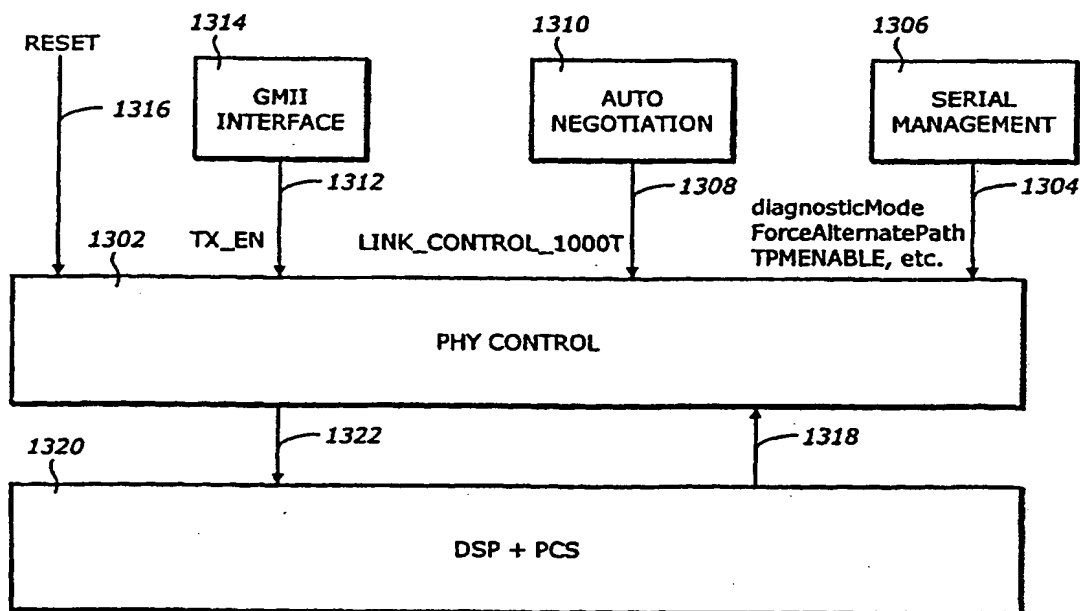 RESET
1314
1310
1306
GMII
INTERFACE
AUTO
NEGOTIATION
SERIAL
MANAGEMENT
1316
1312
1308
1304
1302
TX_EN
LINK_CONTROL_1000T
diagnosticMode
ForceAlternatePath
TPMENABLE, etc.
PHY CONTROL
1320
1322
1318
DSP + PCS